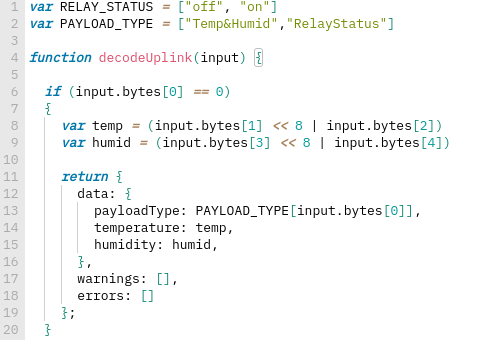 1 var RELAY_STATUS = ["off", "on"]
2 var PAYLOAD_TYPE = ["Temp&Humid","RelayStatus"]
3
4 function decodeUplink(input) {
5
6   if (input.bytes[0] == 0)
7   {
8     var temp = (input.bytes[1] << 8 | input.bytes[2])
9     var humid = (input.bytes[3] << 8 | input.bytes[4])
10
11     return {
12       data: {
13         payloadType: PAYLOAD_TYPE[input.bytes[0]],
14         temperature: temp,
15         humidity: humid,
16       },
17       warnings: [],
18       errors: []
19     };
20   }